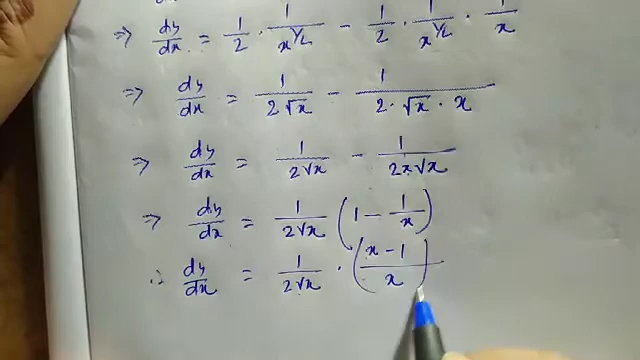 ⇒ dy/dx = 1/2 · 1/x^1/2 − 1/2 · 1/x^1/2 · 1/x
⇒ dy/dx = 1/2√x − 1/2·√x·x
⇒ dy/dx = 1/2√x − 1/2x√x
⇒ dy/dx = 1/2√x (1 − 1/x)
∴ dy/dx = 1/2√x · (x − 1/x)